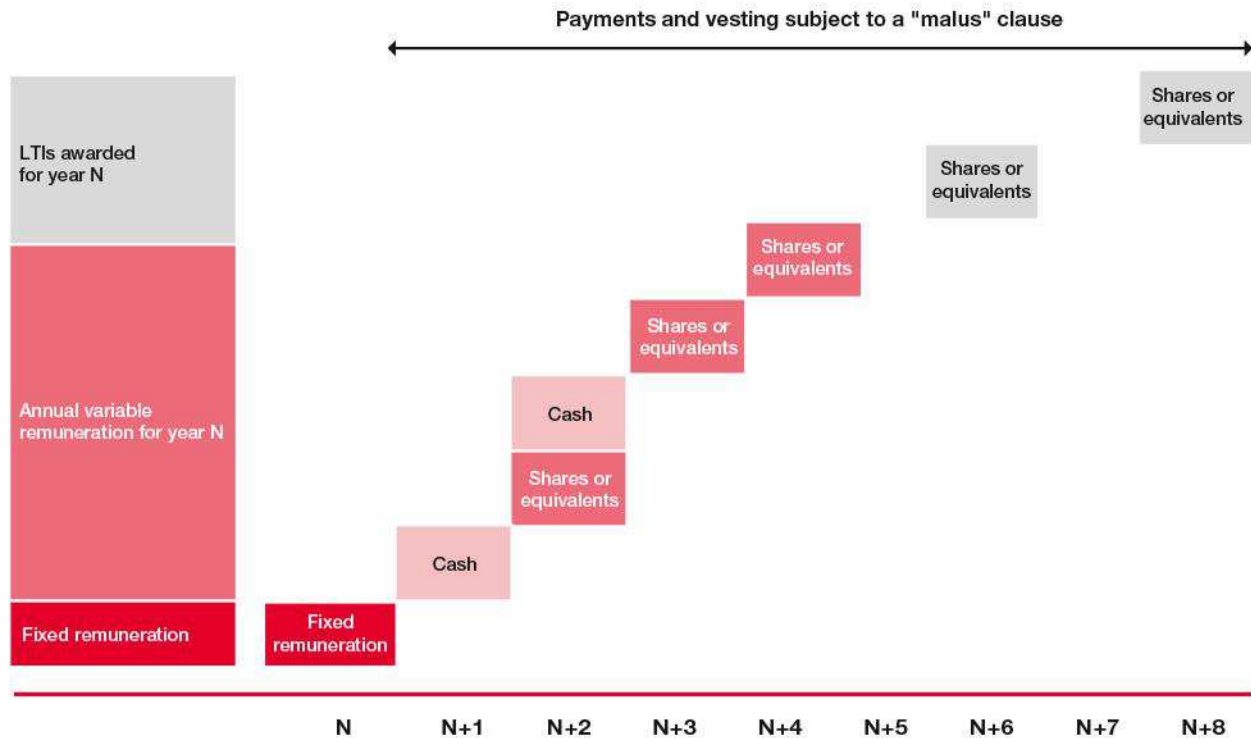 Payments and vesting subject to a "malus" clause
LTIs awarded
for year N
Shares or
equivalents
Shares or
equivalents
Annual variable
remuneration for year N
Shares or
equivalents
Shares or
equivalents
Cash
Shares or
equivalents
Cash
Fixed remuneration
Fixed
remuneration
N
N+1
N+2
N+3
N+4
N+5
N+6
N+7
N+8